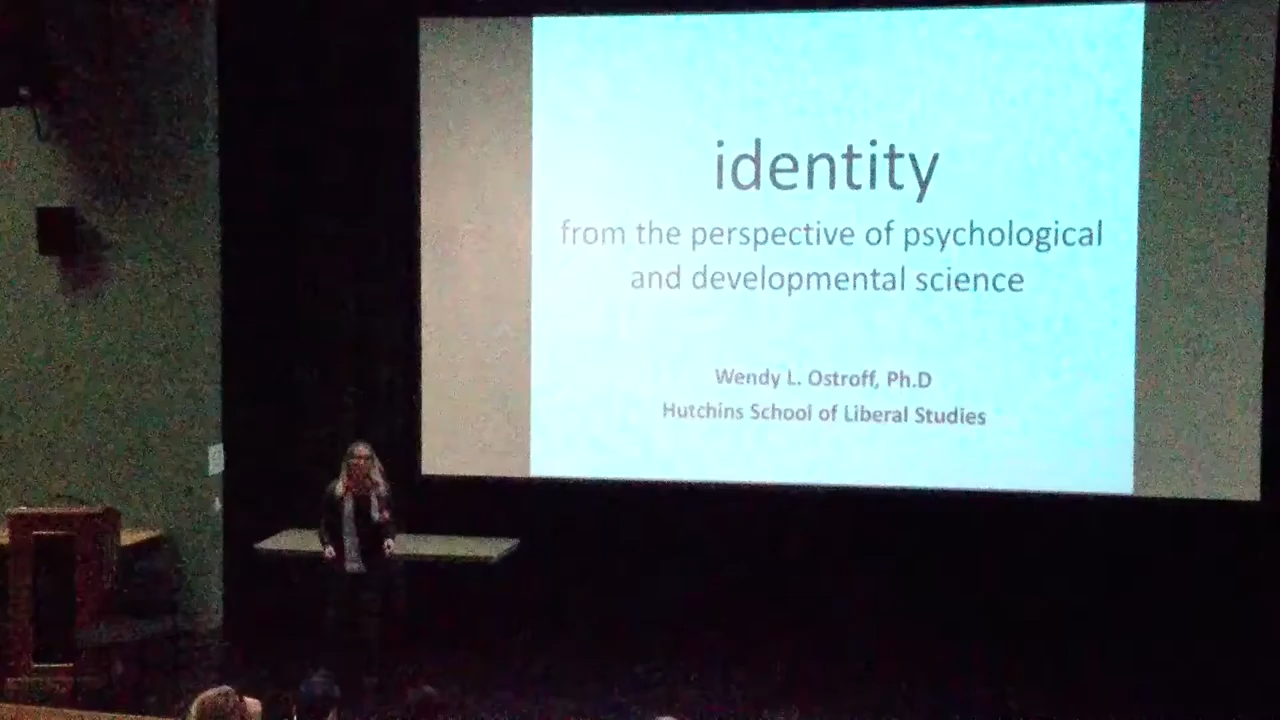 identity
from the perspective of psychological
and developmental science
Wendy L. Ostroff, Ph.D
Hutchins School of Liberal Studies